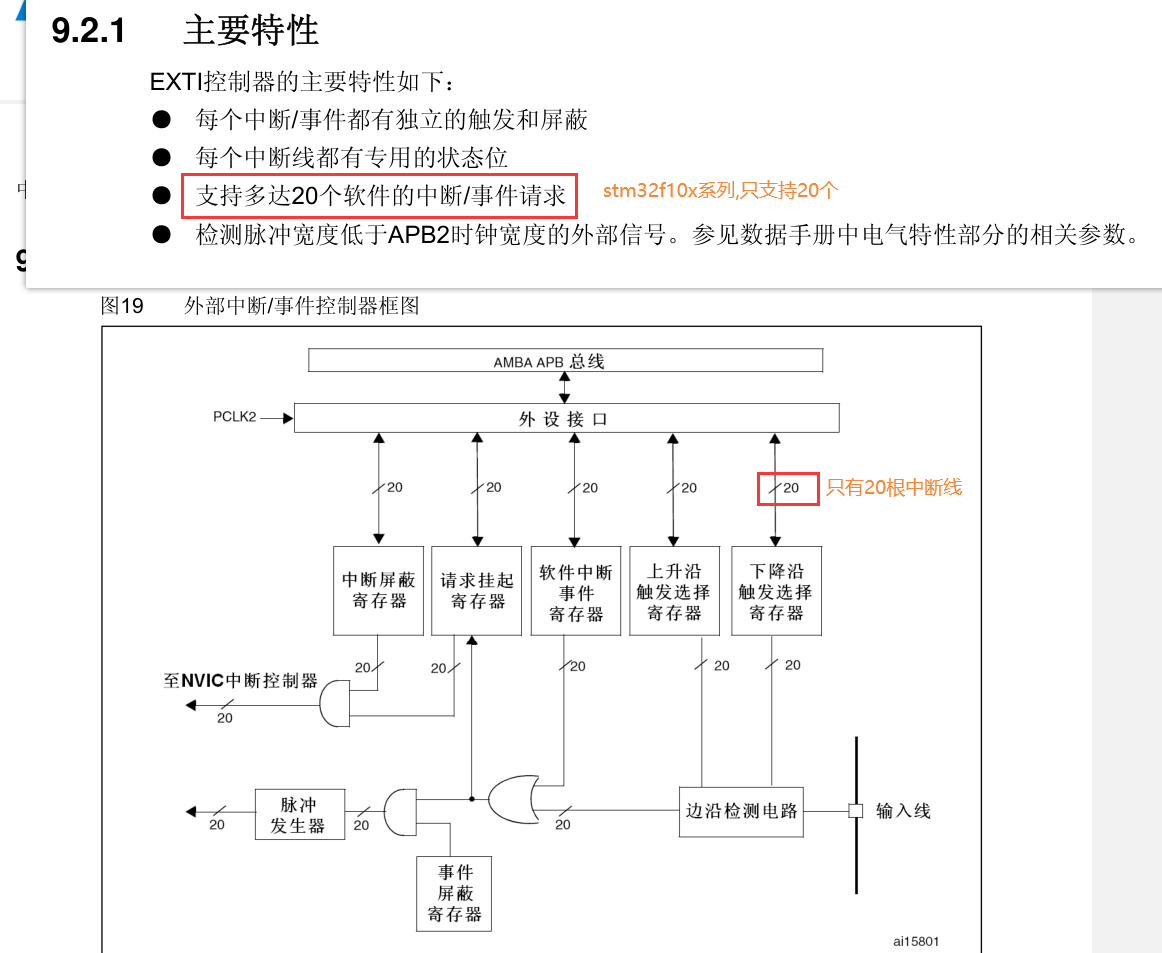 9.2.1 主要特性
EXTI控制器的主要特性如下：
● 每个中断/事件都有独立的触发和屏蔽
● 每个中断线都有专用的状态位
● 支持多达20个软件的中断/事件请求 stm32f10x系列,只支持20个
● 检测脉冲宽度低于APB2时钟宽度的外部信号。参见数据手册中电气特性部分的相关参数。
图19 外部中断/事件控制器框图
AMBA APB 总线
PCLK2
外设接口
20 20 20 20 20 只有20根中断线
中断屏蔽
寄存器
请求挂起
寄存器
软件中断
事件
寄存器
上升沿
触发选择
寄存器
下降沿
触发选择
寄存器
20 20 20 20 20
至NVIC中断控制器
20
脉冲
发生器
边沿检测电路
输入线
20 20 20
事件
屏蔽
寄存器
ai15801